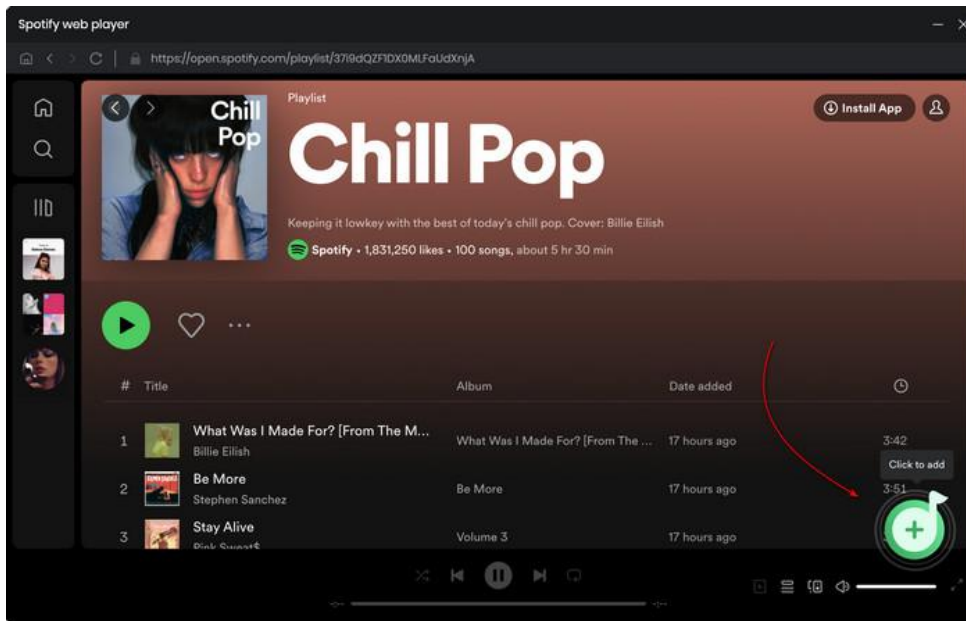 Spotify web player
https://open.spotify.com/playlist/37i9dQZF1DX0MLFaUdXnjA
Chill
Pop
Playlist
Install App
Chill Pop
Keeping it lowkey with the best of today's chill pop. Cover: Billie Eilish
Spotify • 1,831,250 likes • 100 songs, about 5 hr 30 min
# Title Album Date added
1 What Was I Made For? [From The M... What Was I Made For? [From The ... 17 hours ago 3:42
Billie Eilish
Click to add
2 Be More Be More 17 hours ago 3:51
Stephen Sanchez
3 Stay Alive Volume 3 17 hours ago
Pink Sweat$